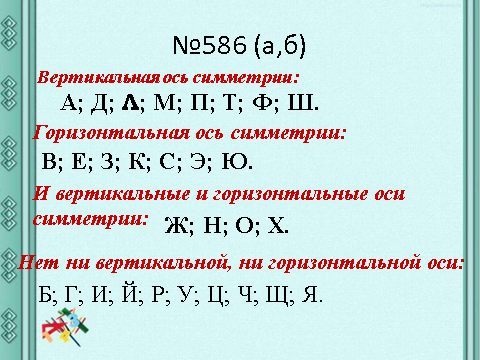 №586 (а,б)
Вертикальная ось симметрии:
А; Д; Л; М; П; Т; Ф; Ш.
Горизонтальная ось симметрии:
В; Е; З; К; С; Э; Ю.
И вертикальные и горизонтальные оси
симметрии:
Ж; Н; О; Х.
Нет ни вертикальной, ни горизонтальной оси:
Б; Г; И; Й; Р; У; Ц; Ч; Щ; Я.